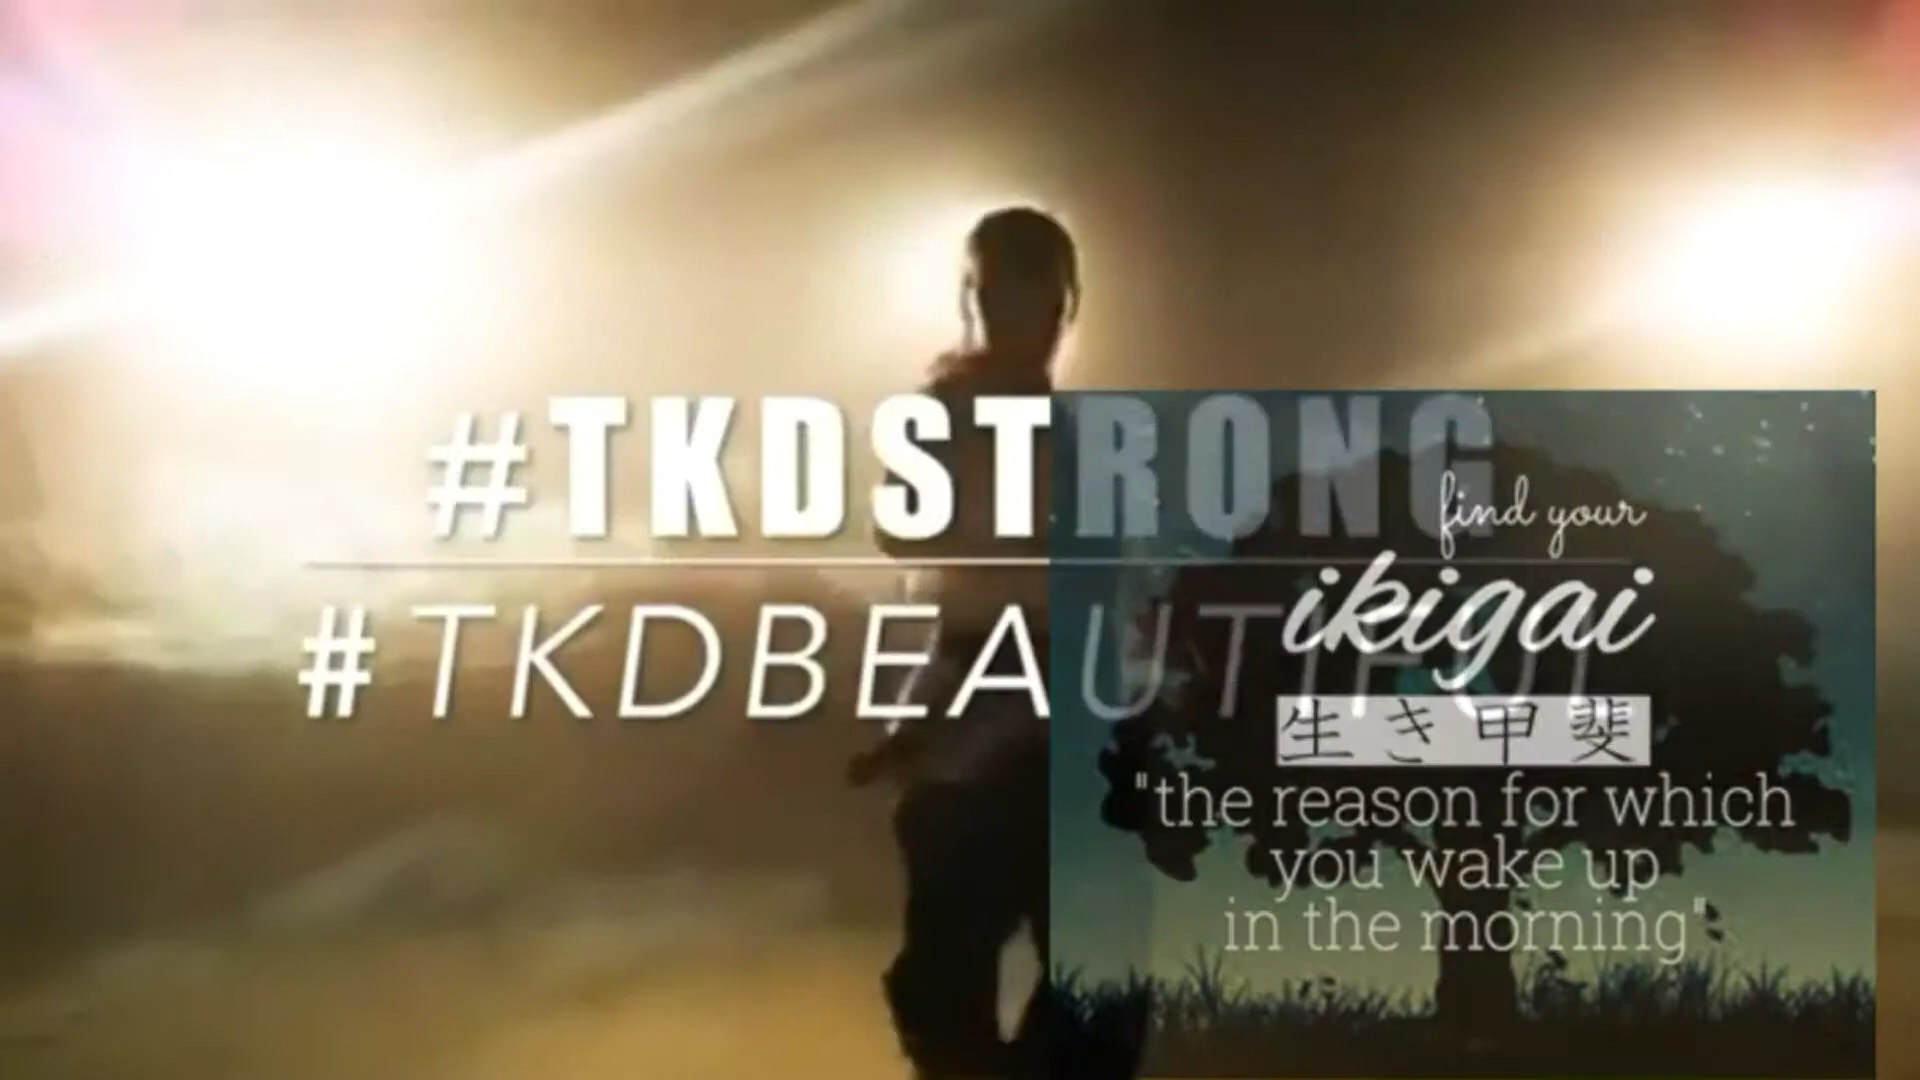 #TKDSTRONG
#TKDBEAUTIFUL
find your
ikigai
生き甲斐
"the reason for which
you wake up
in the morning"